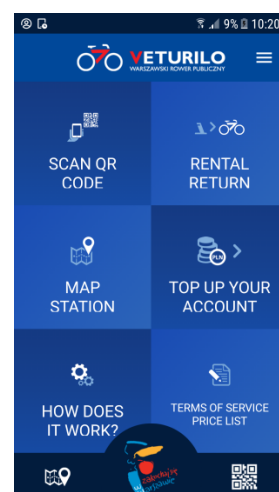 9% 10:20
VETURILO
WARSZAWSKI ROWER PUBLICZNY
SCAN QR
CODE
RENTAL
RETURN
MAP
STATION
PLN
TOP UP YOUR
ACCOUNT
HOW DOES
IT WORK?
TERMS OF SERVICE
PRICE LIST